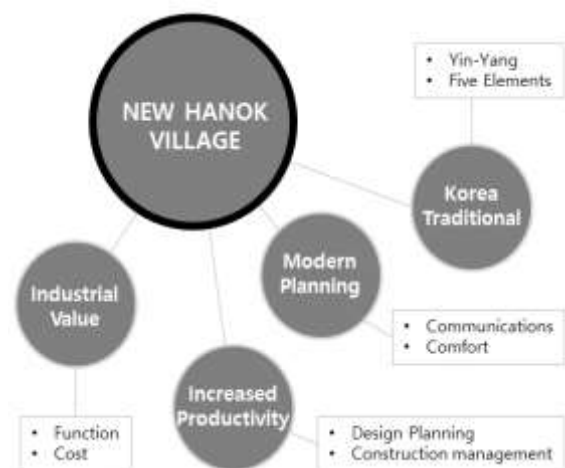 NEW HANOK
VILLAGE
• Yin-Yang
• Five Elements
Korea
Traditional
Modern
Planning
• Communications
• Comfort
Industrial
Value
• Function
• Cost
Increased
Productivity
• Design Planning
• Construction management